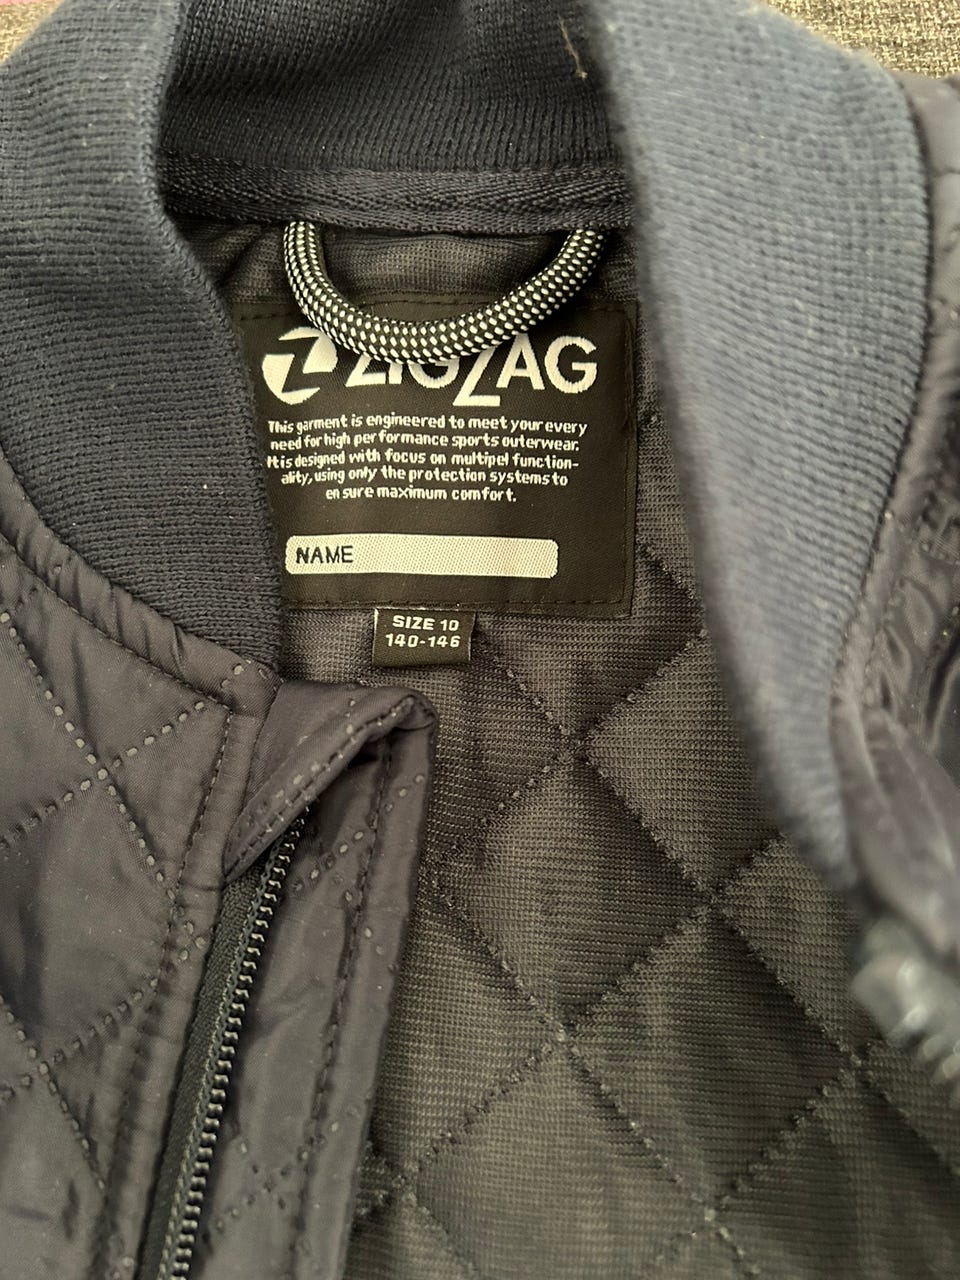 ZIGZAG
This garment is engineered to meet your every
need for high performance sports outerwear.
It is designed with focus on multipel function-
ality, using only the protection systems to
ensure maximum comfort.
NAME
SIZE 10
140-146